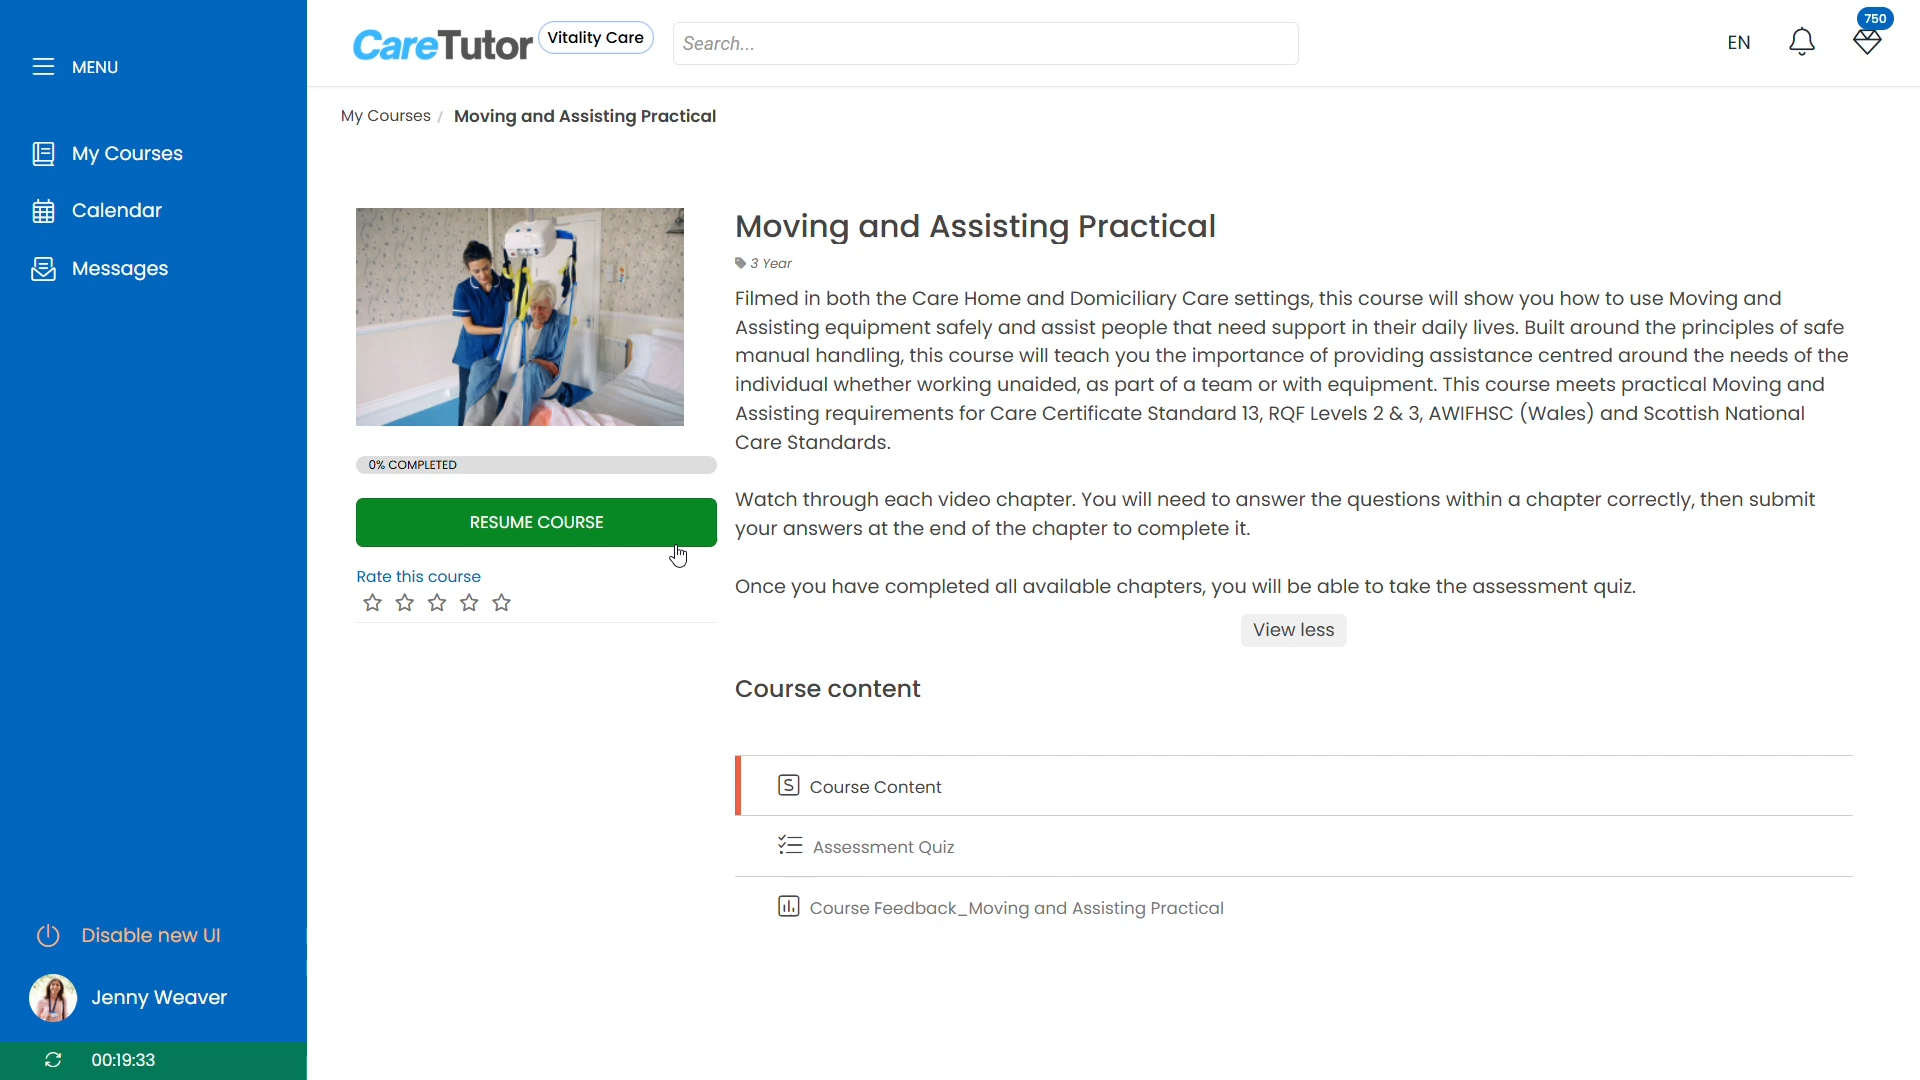 MENU
My Courses
Calendar
Messages
Disable new UI
Jenny Weaver
00:19:33
CareTutor
Vitality Care
Search...
EN
750
My Courses / Moving and Assisting Practical
0% COMPLETED
RESUME COURSE
Rate this course
Moving and Assisting Practical
3 Year
Filmed in both the Care Home and Domiciliary Care settings, this course will show you how to use Moving and
Assisting equipment safely and assist people that need support in their daily lives. Built around the principles of safe
manual handling, this course will teach you the importance of providing assistance centred around the needs of the
individual whether working unaided, as part of a team or with equipment. This course meets practical Moving and
Assisting requirements for Care Certificate Standard 13, RQF Levels 2 & 3, AWIFHSC (Wales) and Scottish National
Care Standards.
Watch through each video chapter. You will need to answer the questions within a chapter correctly, then submit
your answers at the end of the chapter to complete it.
Once you have completed all available chapters, you will be able to take the assessment quiz.
View less
Course content
S Course Content
Assessment Quiz
Course Feedback_Moving and Assisting Practical